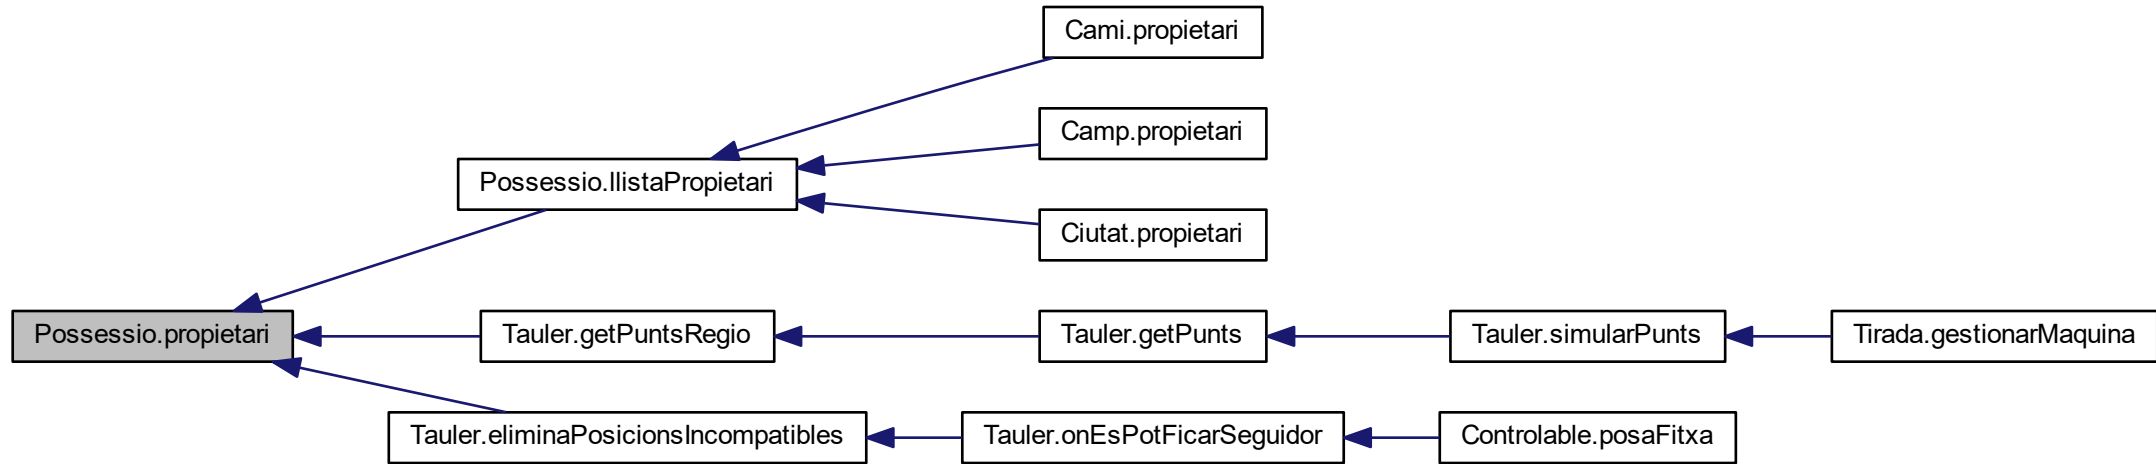 Cami.propietari
Camp.propietari
Possessio.llistaPropietari
Ciutat.propietari
Possessio.propietari
Tauler.getPuntsRegio
Tauler.getPunts
Tauler.simularPunts
Tirada.gestionarMaquina
Tauler.eliminaPosicionsIncompatibles
Tauler.onEsPotFicarSeguidor
Controlable.posaFitxa